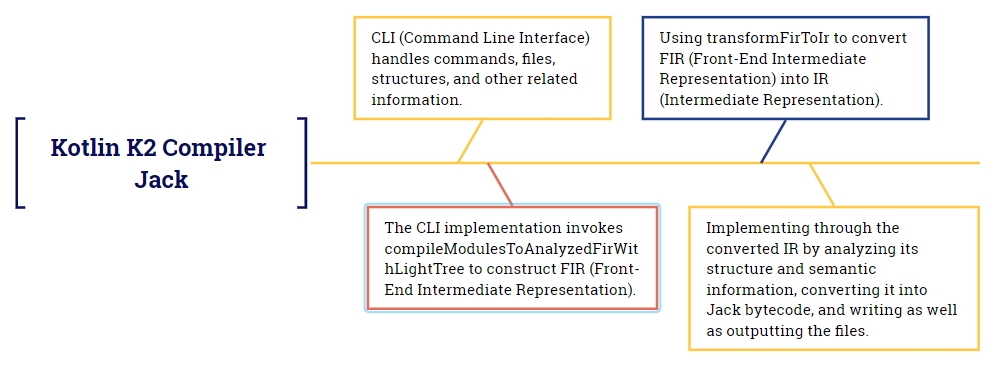 Kotlin K2 Compiler
Jack
CLI (Command Line Interface)
handles commands, files,
structures, and other related
information.
The CLI implementation invokes
compileModulesToAnalyzedFirWit
hLightTree to construct FIR (Front-
End Intermediate Representation).
Using transformFirToIr to convert
FIR (Front-End Intermediate
Representation) into IR
(Intermediate Representation).
Implementing through the
converted IR by analyzing its
structure and semantic
information, converting it into
Jack bytecode, and writing as well
as outputting the files.